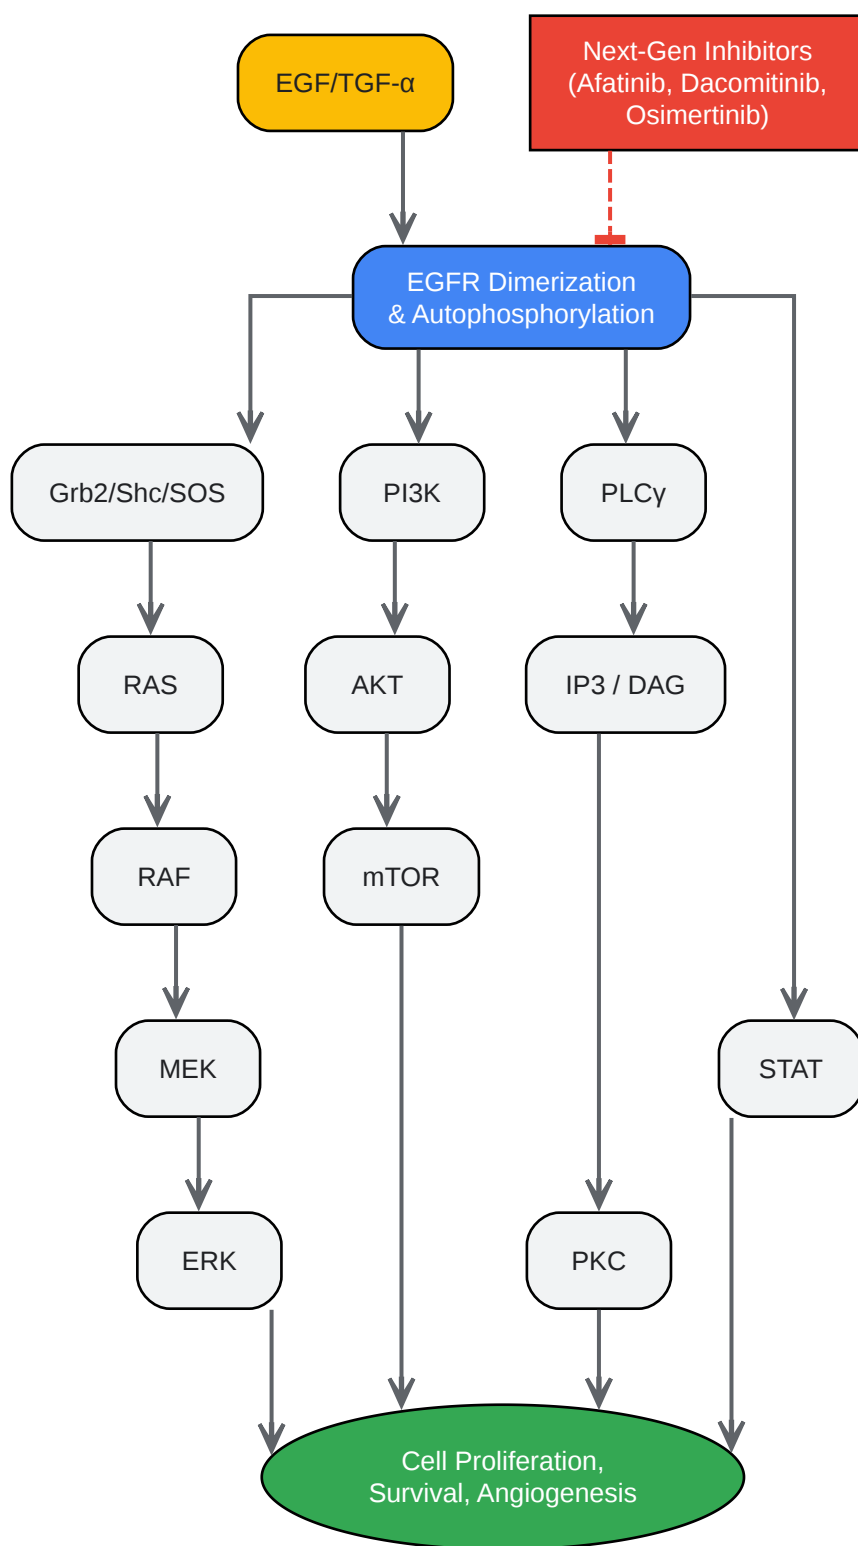 EGF/TGF-α
Next-Gen Inhibitors
(Afatinib, Dacomitinib,
Osimertinib)
EGFR Dimerization
& Autophosphorylation
Grb2/Shc/SOS
PI3K
PLCγ
RAS
AKT
IP3 / DAG
RAF
mTOR
MEK
STAT
ERK
PKC
Cell Proliferation,
Survival, Angiogenesis